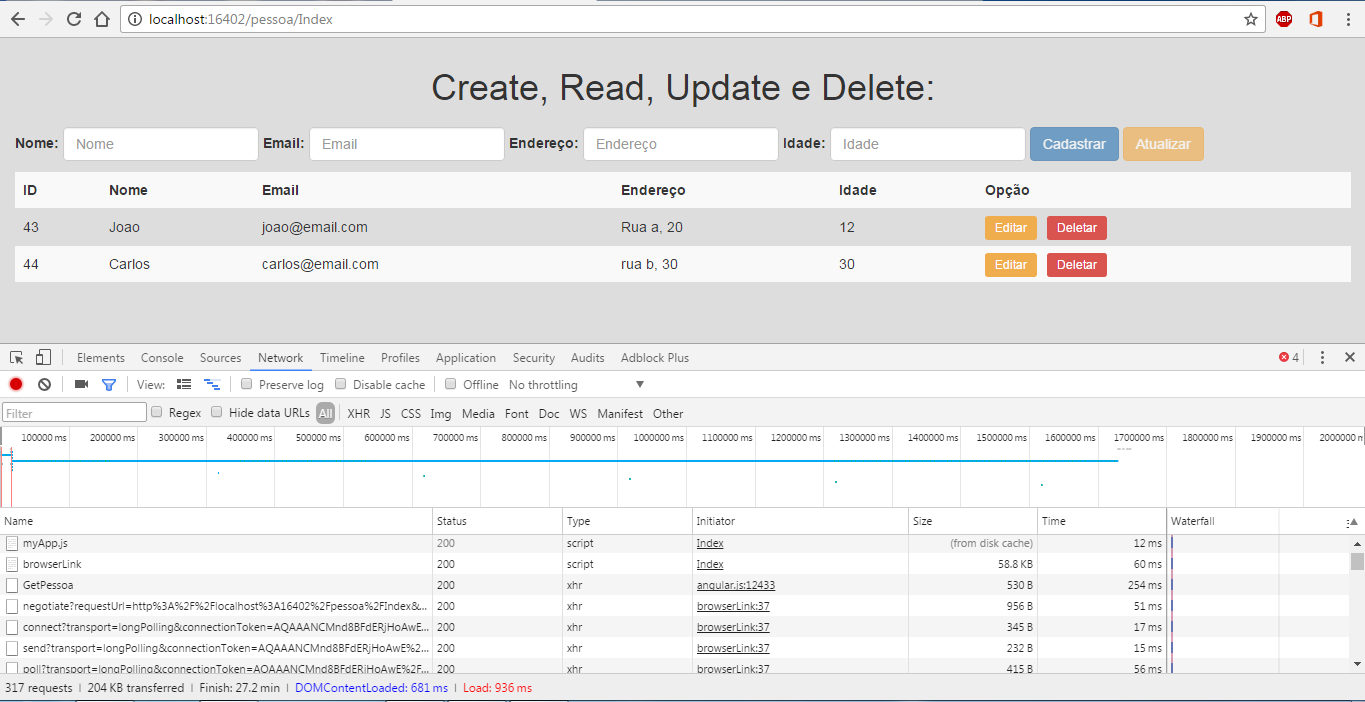 localhost:16402/pessoa/Index
ABP
Create, Read, Update e Delete:
Nome: Nome Email: Email Endereço: Endereço Idade: Idade Cadastrar Atualizar
ID Nome Email Endereço Idade Opção
43 Joao joao@email.com Rua a, 20 12 Editar Deletar
44 Carlos carlos@email.com rua b, 30 30 Editar Deletar
Elements Console Sources Network Timeline Profiles Application Security Audits Adblock Plus 4
View: Preserve log Disable cache Offline No throttling
Filter Regex Hide data URLs All XHR JS CSS Img Media Font Doc WS Manifest Other
100000 ms 200000 ms 300000 ms 400000 ms 500000 ms 600000 ms 700000 ms 800000 ms 900000 ms 1000000 ms 1100000 ms 1200000 ms 1300000 ms 1400000 ms 1500000 ms 1600000 ms 1700000 ms 1800000 ms 1900000 ms 2000000 m
Name Status Type Initiator Size Time Waterfall
myApp.js 200 script Index (from disk cache) 12 ms
browserLink 200 script Index 58.8 KB 60 ms
GetPessoa 200 xhr angular.js:12433 530 B 254 ms
negotiate?requestUrl=http%3A%2F%2Flocalhost%3A16402%2Fpessoa%2FIndex&... 200 xhr browserLink:37 956 B 51 ms
connect?transport=longPolling&connectionToken=AQAAANCMnd8BFdERjHoAwE... 200 xhr browserLink:37 345 B 17 ms
send?transport=longPolling&connectionToken=AQAAANCMnd8BFdERjHoAwE%2... 200 xhr browserLink:37 232 B 15 ms
poll?transport=longPolling&connectionToken=AQAAANCMnd8BFdERjHoAwE%2F... 200 xhr browserLink:37 415 B 56 ms
317 requests | 204 KB transferred | Finish: 27.2 min | DOMContentLoaded: 681 ms | Load: 936 ms